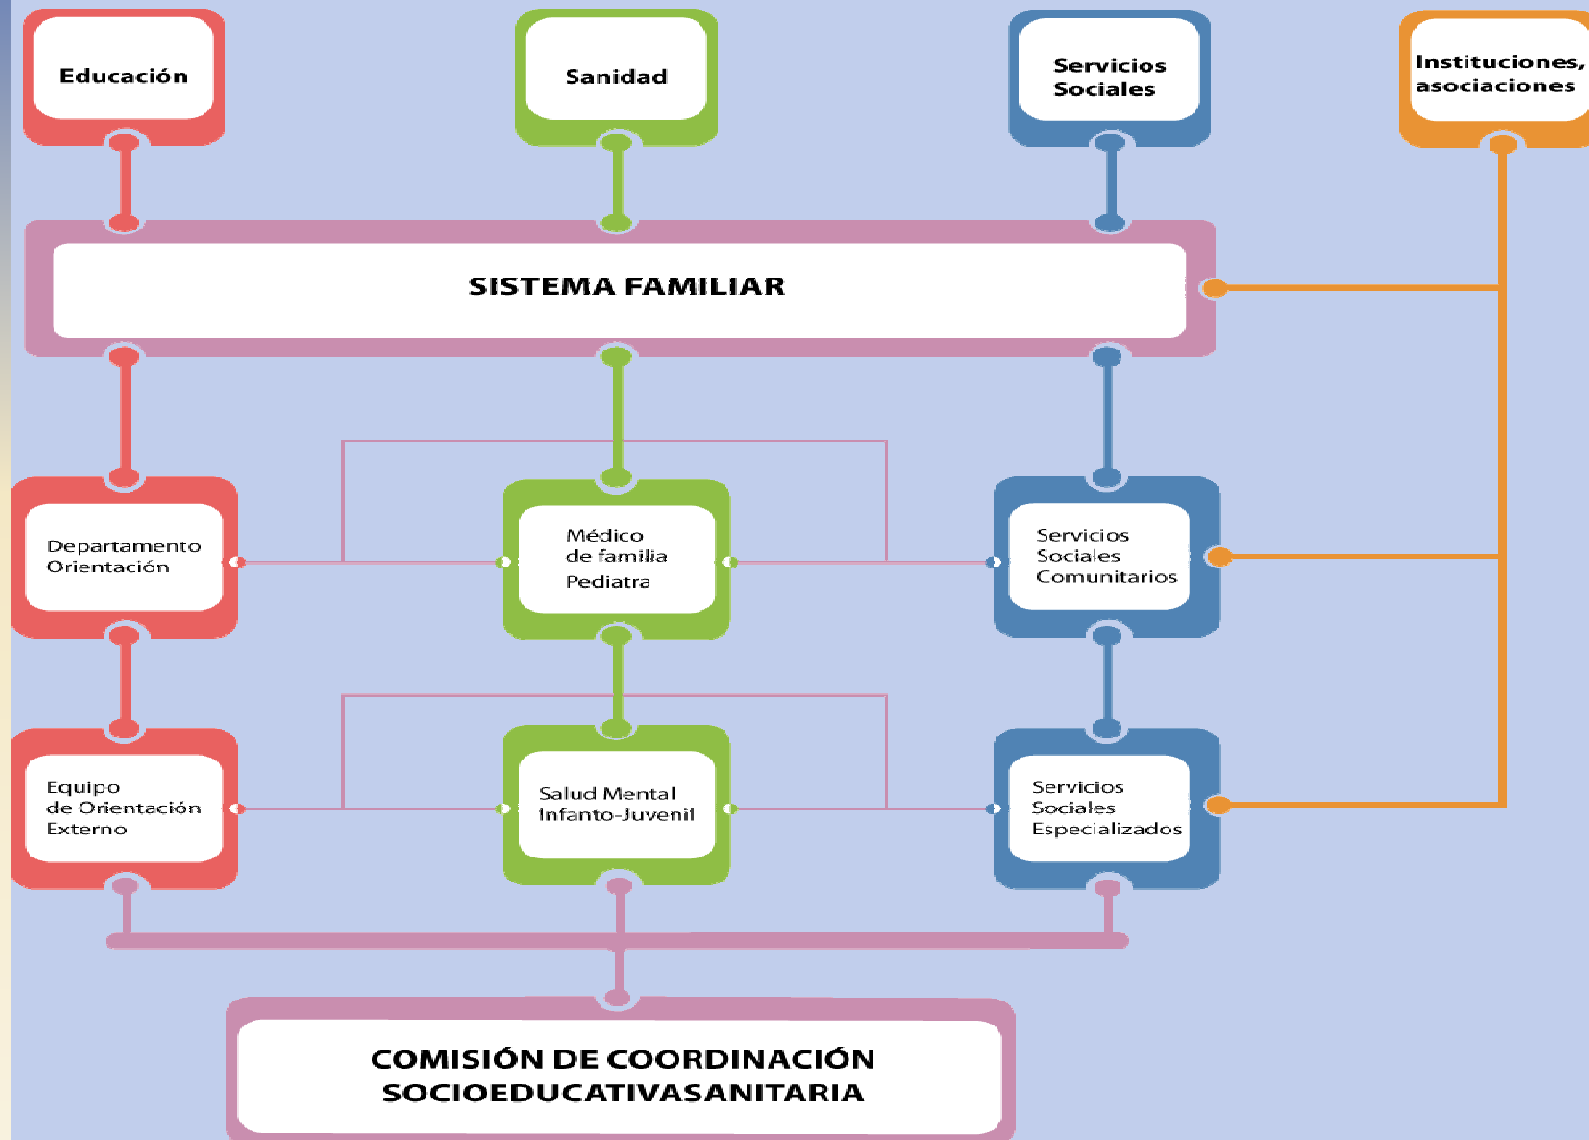 Educación
Sanidad
Servicios
Sociales
Instituciones,
asociaciones
SISTEMA FAMILIAR
Departamento
Orientación
Médico
de familia
Pediatra
Servicios
Sociales
Comunitarios
Equipo
de Orientación
Externo
Salud Mental
Infanto-Juvenil
Servicios
Sociales
Especializados
COMISIÓN DE COORDINACIÓN
SOCIOEDUCATIVASANITARIA